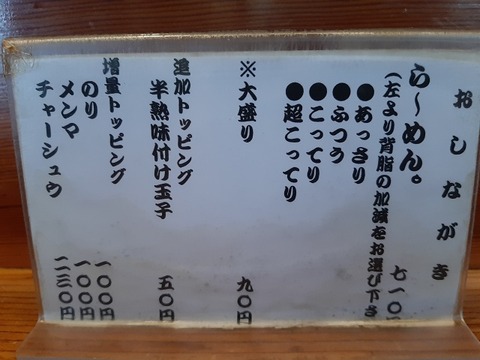 おしながき
ら〜めん。 七一〇
(左より背脂の加減をお選び下さ
●あっさり
●ふつう
●こってり
●超こってり
※大盛り 九〇円
追加トッピング
半熟味付け玉子 五〇円
増量トッピング
のり 一〇〇円
メンマ 一〇〇円
チャーシュウ 二三〇円